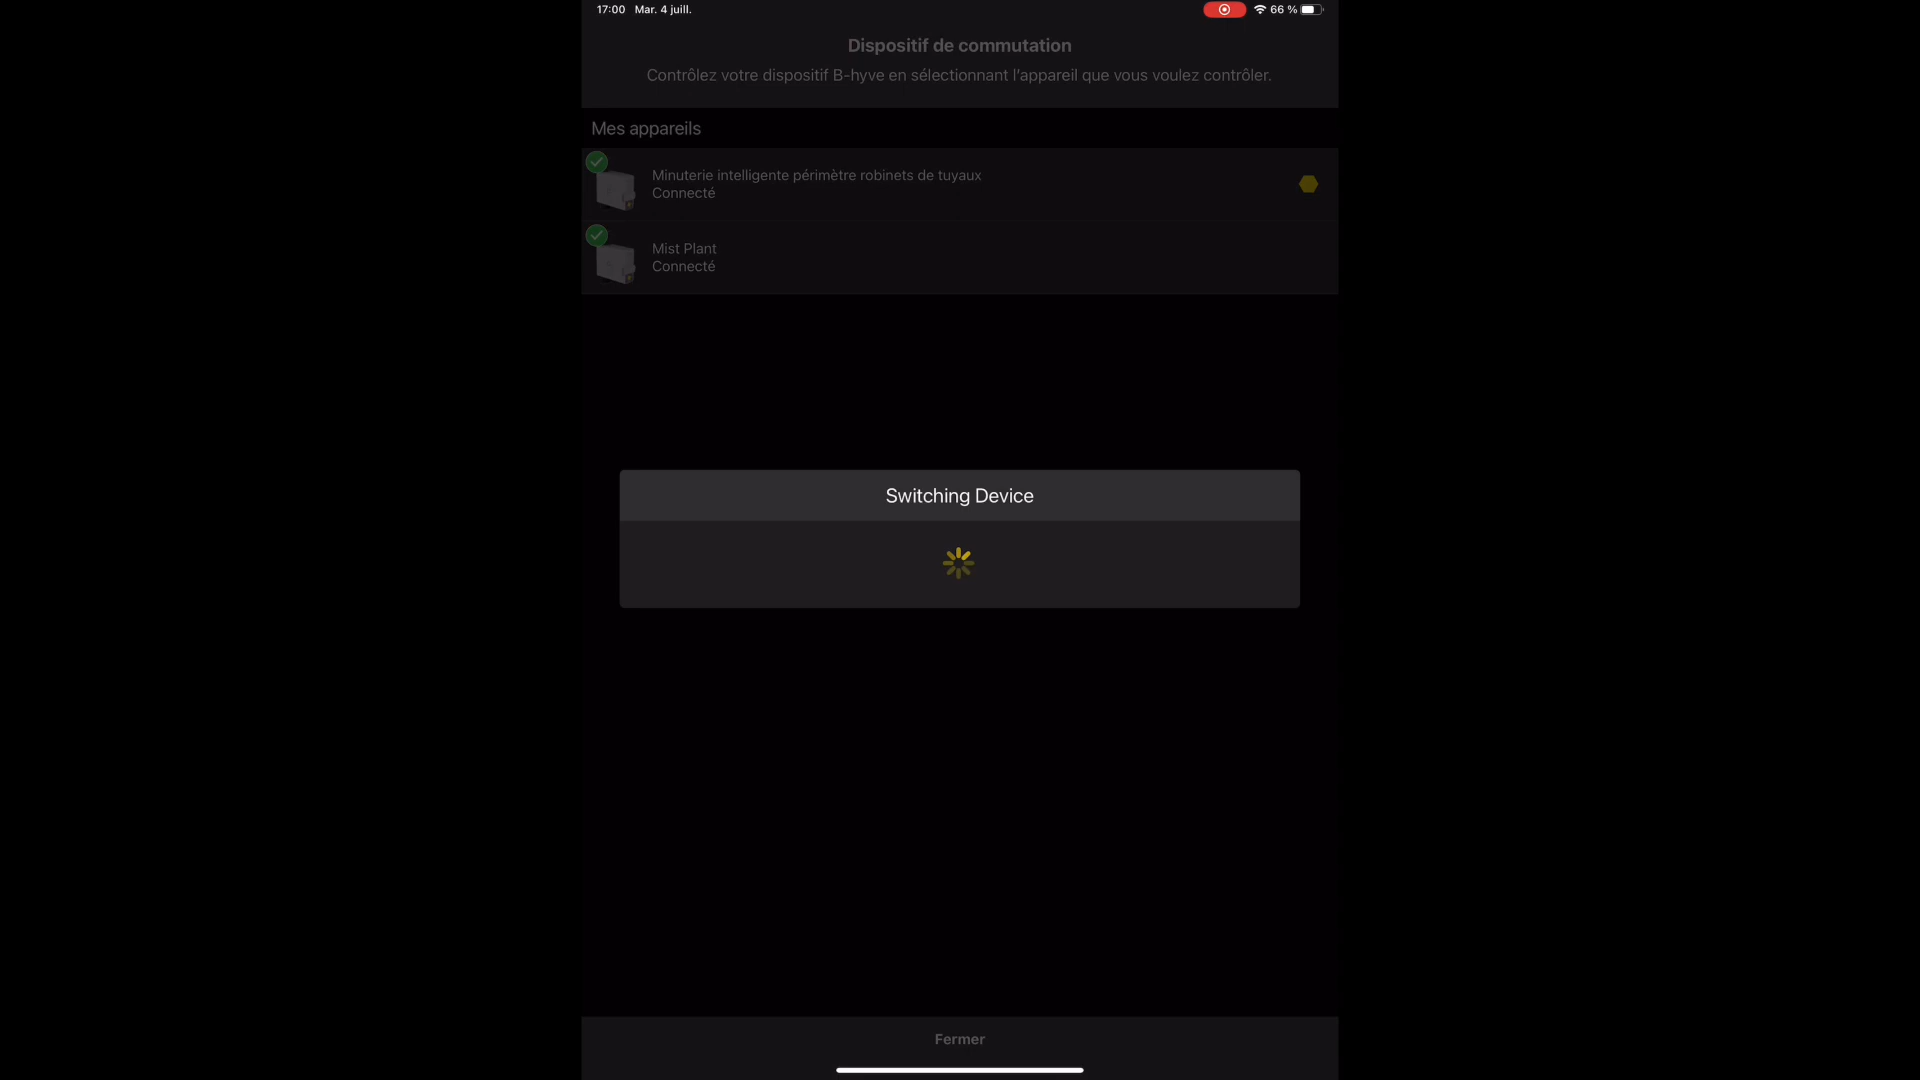 17:00 Mar. 4 juill.
66 %
Dispositif de commutation
Contrôlez votre dispositif B-hyve en sélectionnant l'appareil que vous voulez contrôler.
Mes appareils
Minuterie intelligente périmètre robinets de tuyaux
Connecté
Mist Plant
Connecté
Switching Device
Fermer